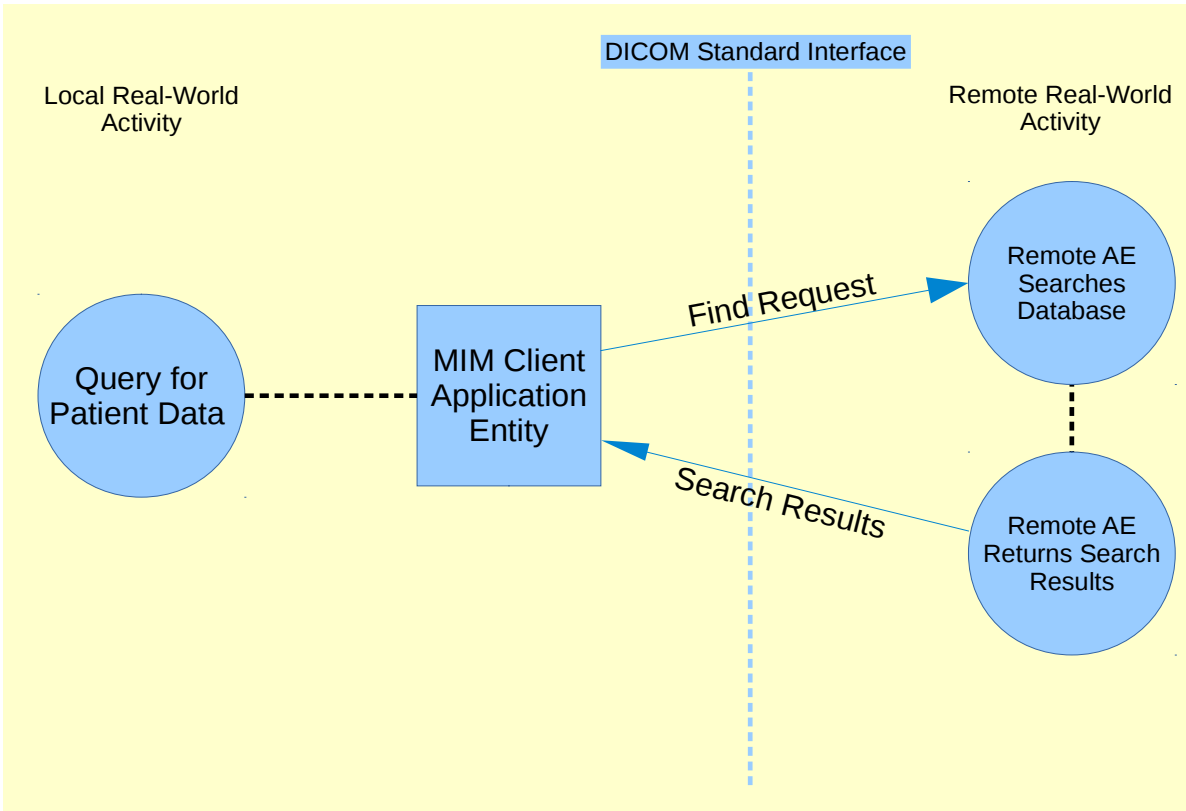 DICOM Standard Interface
Local Real-World
Activity
Remote Real-World
Activity
Query for
Patient Data
MIM Client
Application
Entity
Find Request
Search Results
Remote AE
Searches
Database
Remote AE
Returns Search
Results